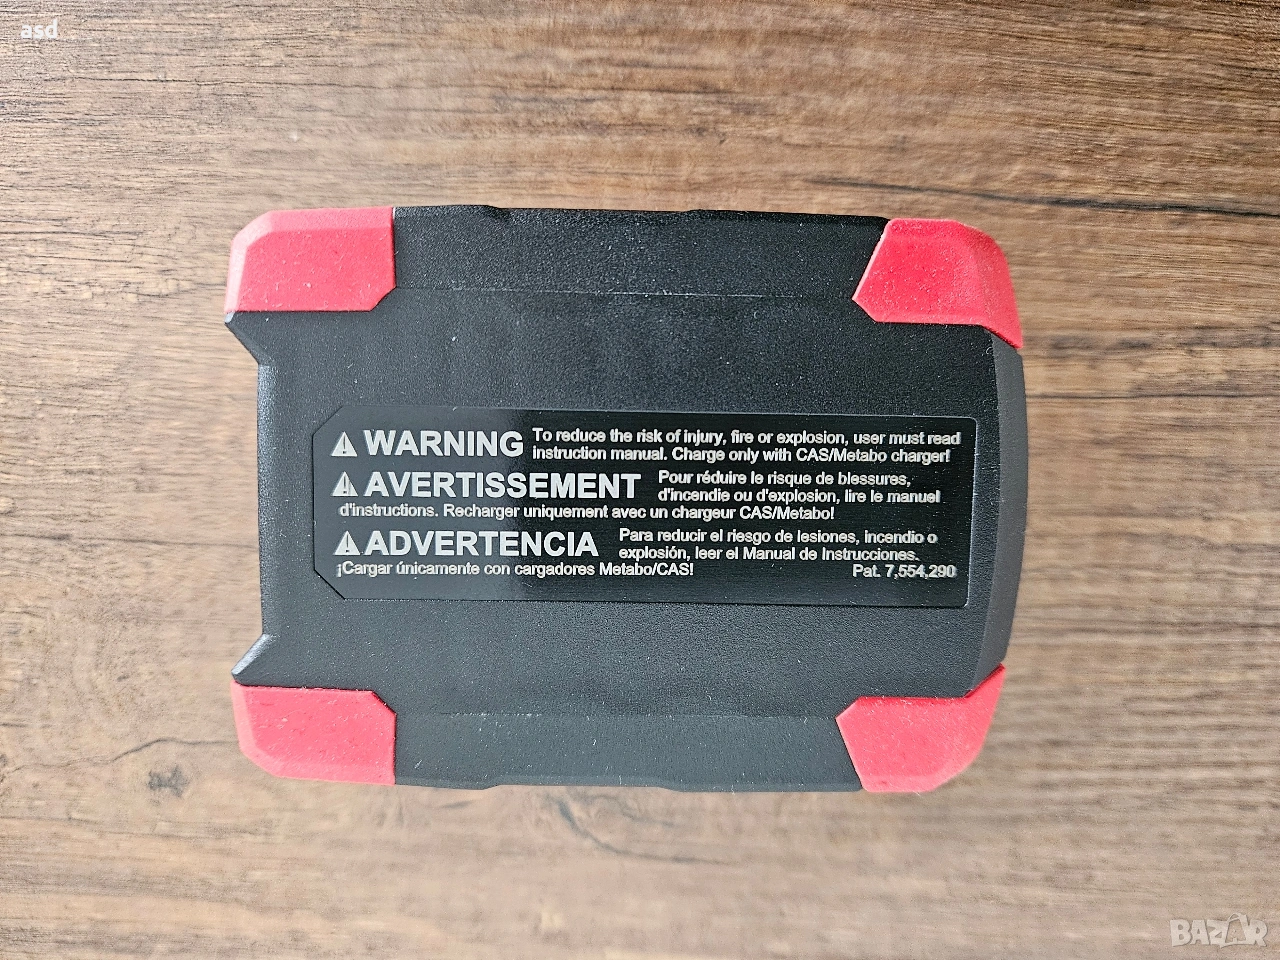 asd
WARNING To reduce the risk of injury, fire or explosion, user must read
instruction manual. Charge only with CAS/Metabo charger!
AVERTISSEMENT Pour réduire le risque de blessures,
d'incendie ou d'explosion, lire le manuel
d'instructions. Recharger uniquement avec un chargeur CAS/Metabo!
ADVERTENCIA Para reducir el riesgo de lesiones, incendio o
explosión, leer el Manual de Instrucciones.
¡Cargar únicamente con cargadores Metabo/CAS! Pat. 7,554,290
BAZAR